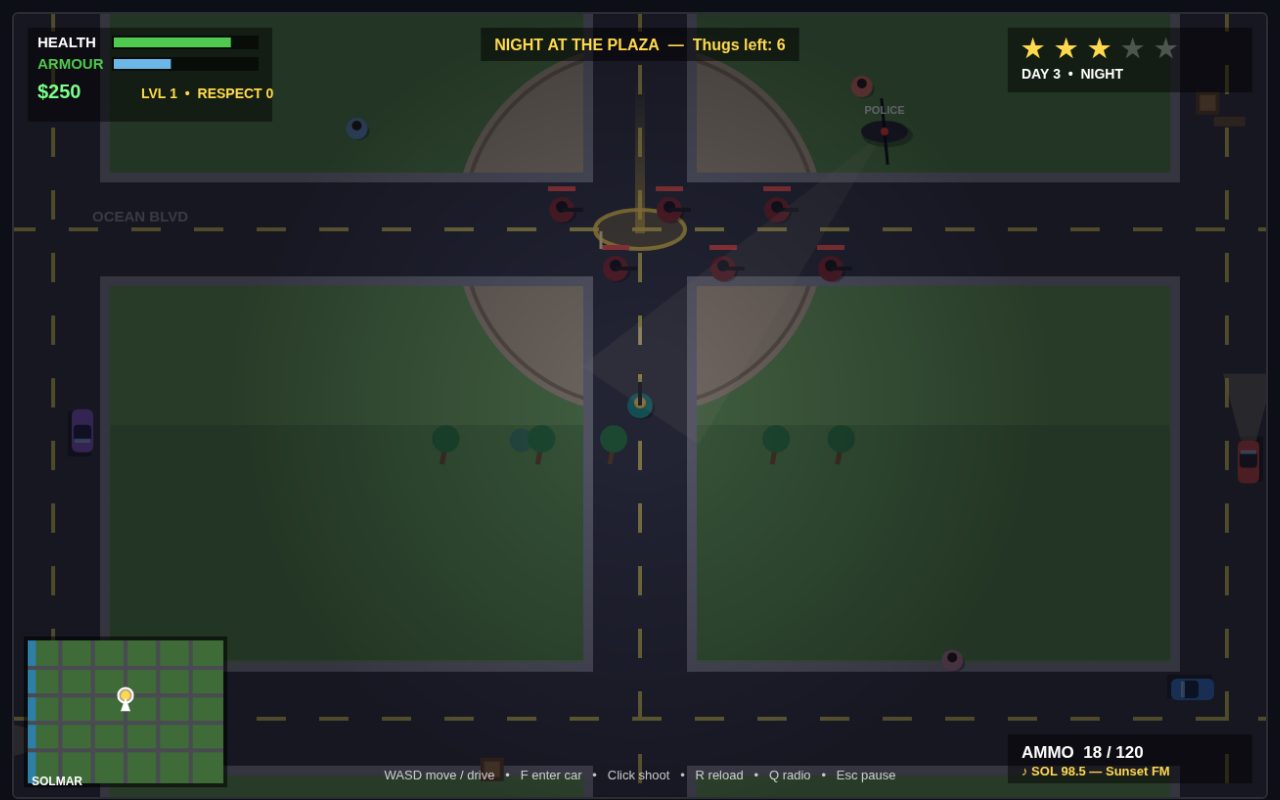 HEALTH
ARMOUR
$250
LVL 1 • RESPECT 0
NIGHT AT THE PLAZA — Thugs left: 6
★ ★ ★ ★ ★
DAY 3 • NIGHT
POLICE
OCEAN BLVD
SOLMAR
WASD move / drive • F enter car • Click shoot • R reload • Q radio • Esc pause
AMMO 18 / 120
♪ SOL 98.5 — Sunset FM